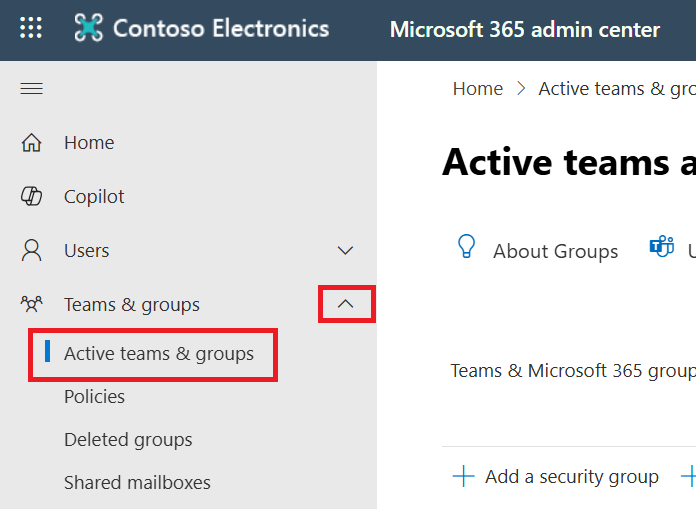 Contoso Electronics
Microsoft 365 admin center
Home
Copilot
Users
Teams & groups
Active teams & groups
Policies
Deleted groups
Shared mailboxes
Home > Active teams & gro
Active teams a
About Groups
U
Teams & Microsoft 365 group
+ Add a security group +